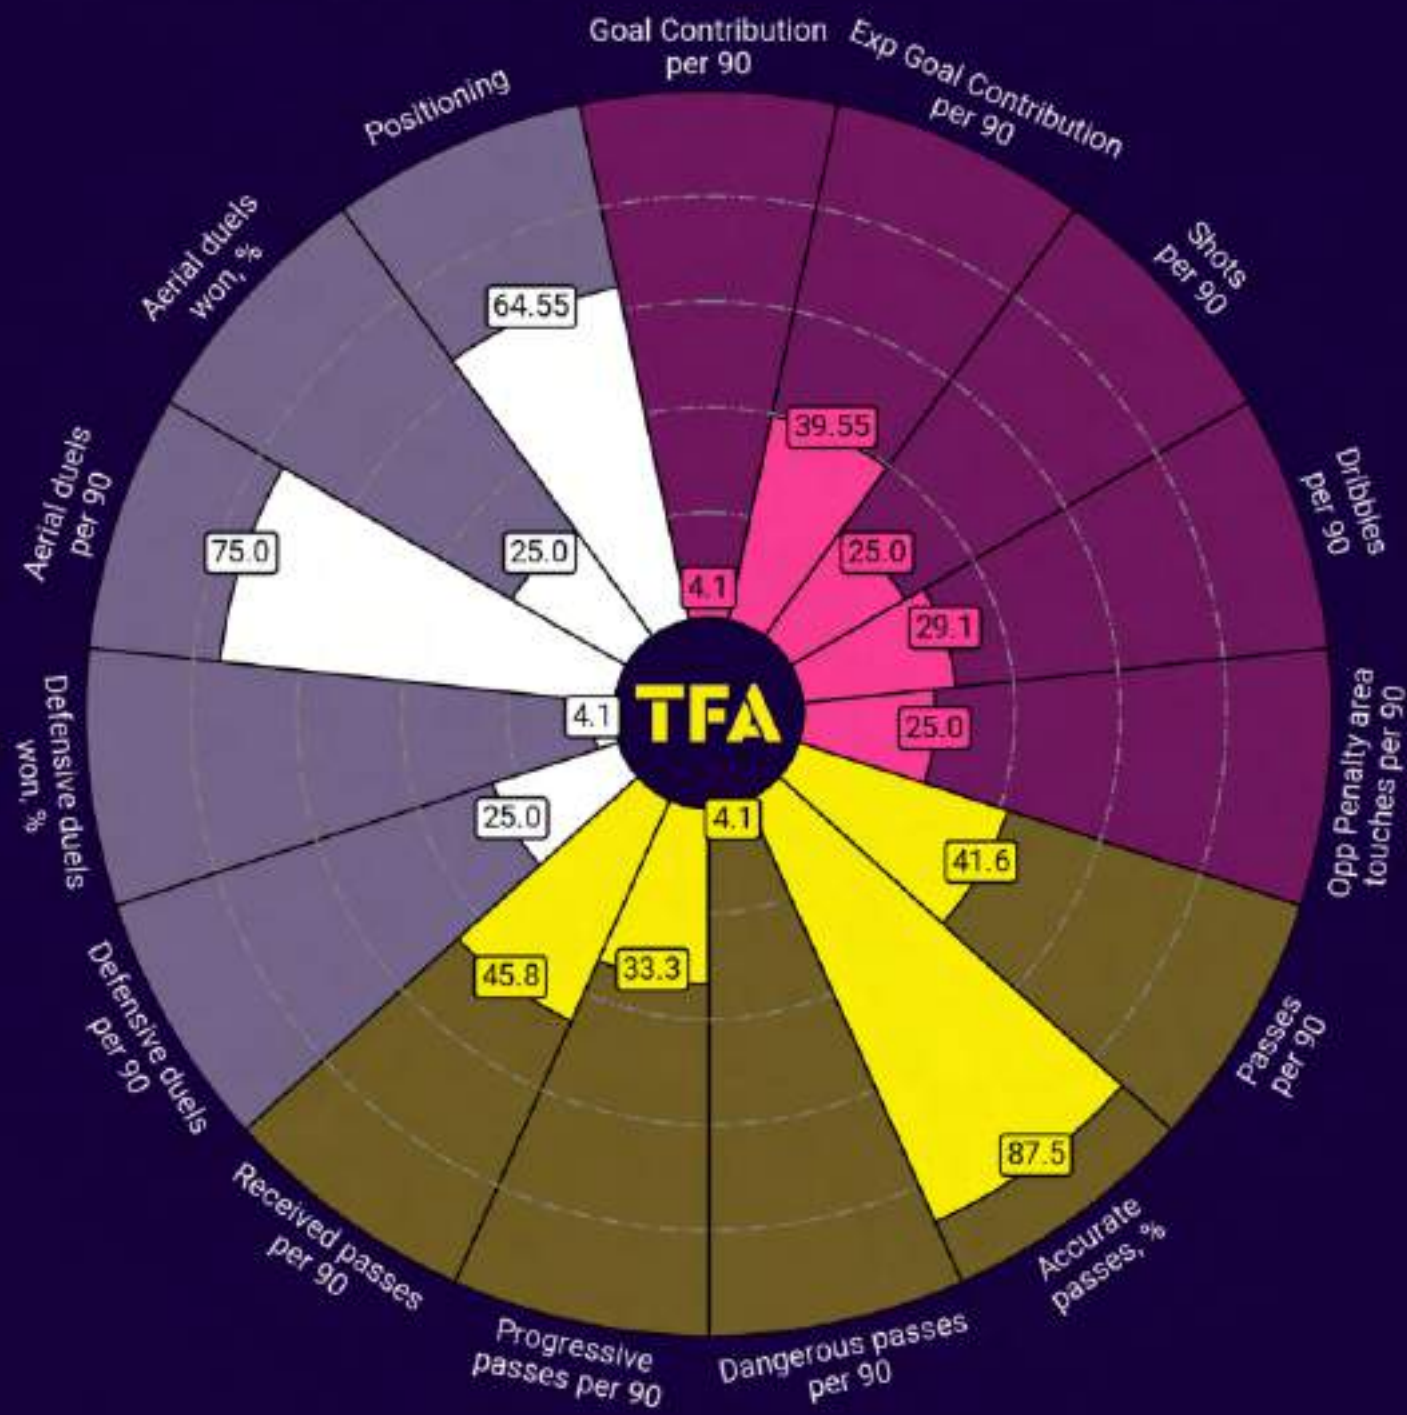 Goal Contribution
per 90
Exp Goal Contribution
per 90
Shots
per 90
Dribbles
per 90
Opp Penalty area
touches per 90
Passes
per 90
Accurate
passes, %
Dangerous passes
per 90
Progressive
passes per 90
Received passes
per 90
Defensive duels
per 90
Defensive duels
won, %
Aerial duels
per 90
Aerial duels
won, %
Positioning
4.1
39.55
25.0
29.1
25.0
41.6
87.5
4.1
33.3
45.8
25.0
4.1
75.0
25.0
64.55
TFA